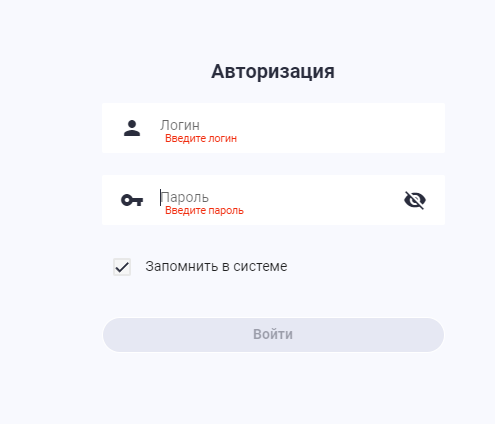 Авторизация
Логин
Введите логин
Пароль
Введите пароль
Запомнить в системе
Войти